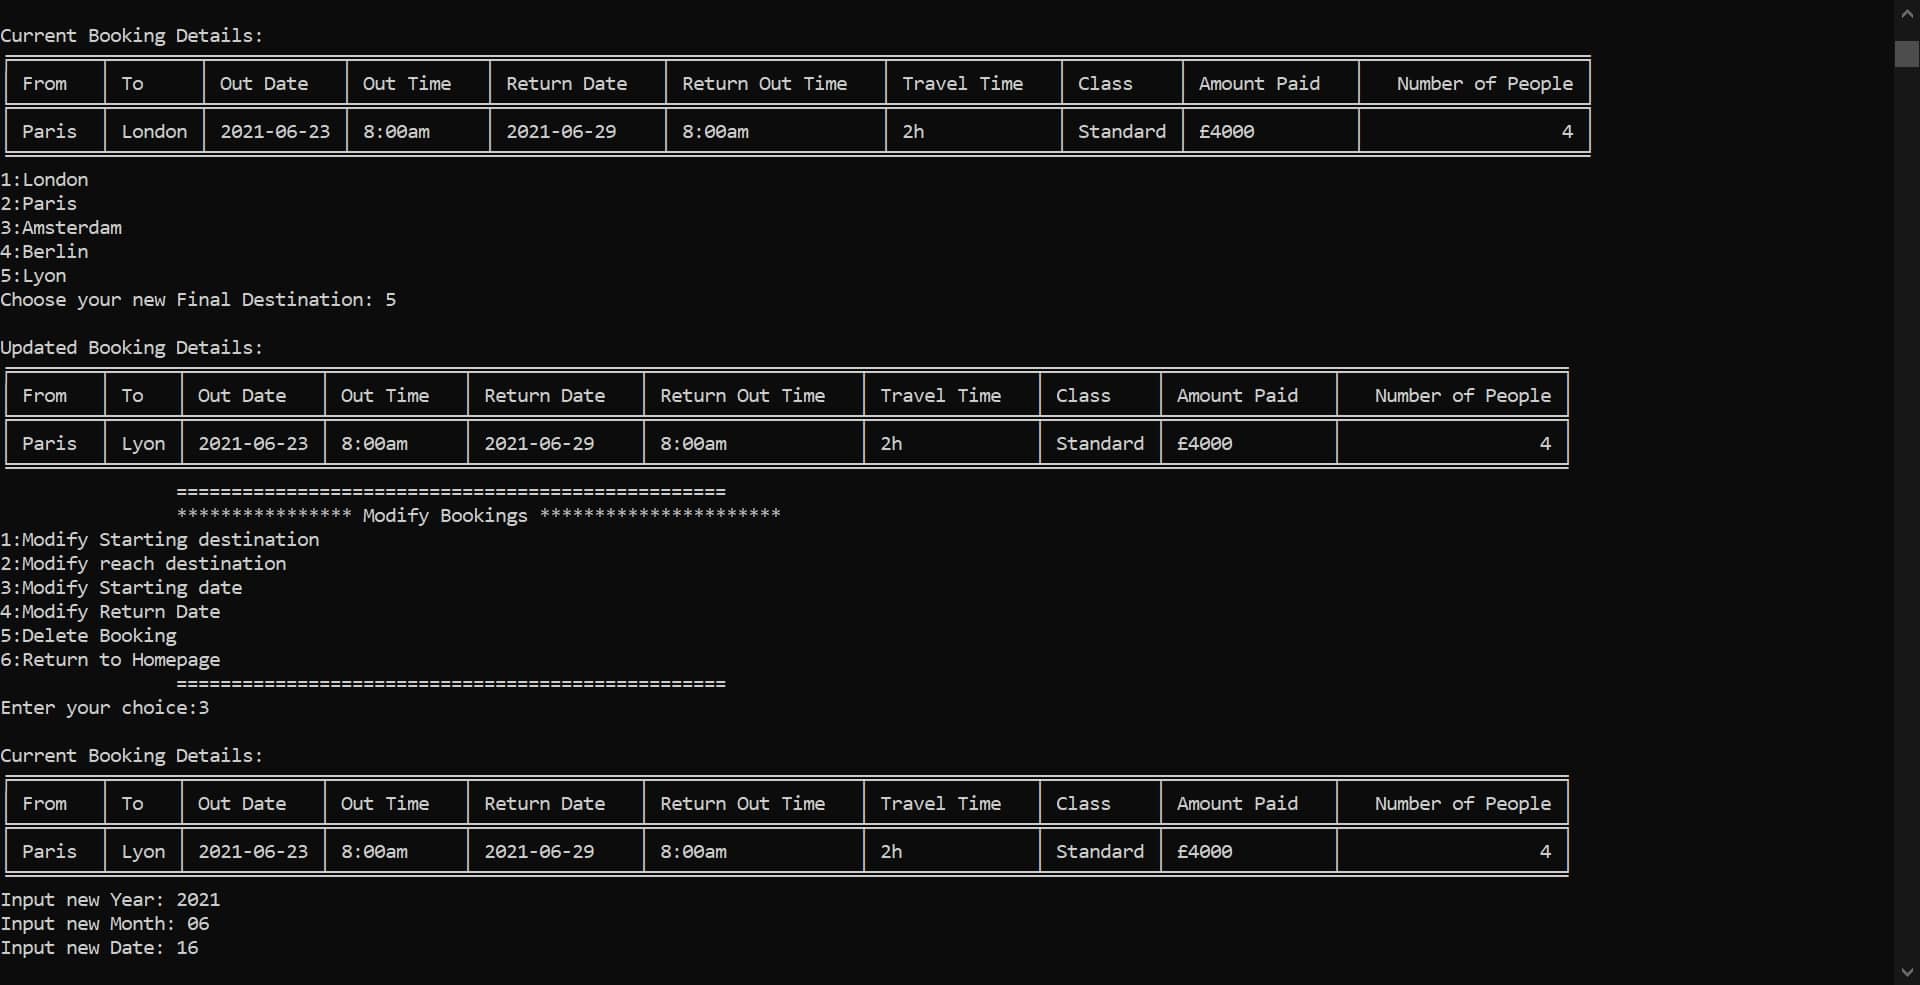 Current Booking Details:
From To Out Date Out Time Return Date Return Out Time Travel Time Class Amount Paid Number of People
Paris London 2021-06-23 8:00am 2021-06-29 8:00am 2h Standard £4000 4
1:London
2:Paris
3:Amsterdam
4:Berlin
5:Lyon
Choose your new Final Destination: 5
Updated Booking Details:
From To Out Date Out Time Return Date Return Out Time Travel Time Class Amount Paid Number of People
Paris Lyon 2021-06-23 8:00am 2021-06-29 8:00am 2h Standard £4000 4
==================================================
**************** Modify Bookings **********************
1:Modify Starting destination
2:Modify reach destination
3:Modify Starting date
4:Modify Return Date
5:Delete Booking
6:Return to Homepage
==================================================
Enter your choice:3
Current Booking Details:
From To Out Date Out Time Return Date Return Out Time Travel Time Class Amount Paid Number of People
Paris Lyon 2021-06-23 8:00am 2021-06-29 8:00am 2h Standard £4000 4
Input new Year: 2021
Input new Month: 06
Input new Date: 16